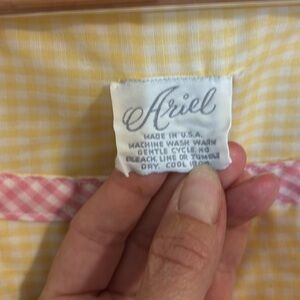 Ariel
MADE IN U.S.A.
MACHINE WASH WARM
GENTLE CYCLE, NO
BLEACH, LINE OR TUMBLE
DRY. COOL IRON